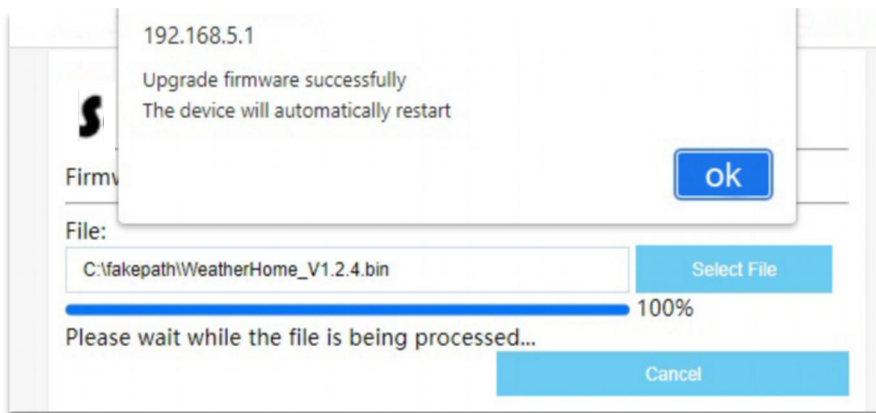 192.168.5.1
Upgrade firmware successfully
The device will automatically restart
ok
File:
C:\fakepath\WeatherHome_V1.2.4.bin
Select File
100%
Please wait while the file is being processed...
Cancel